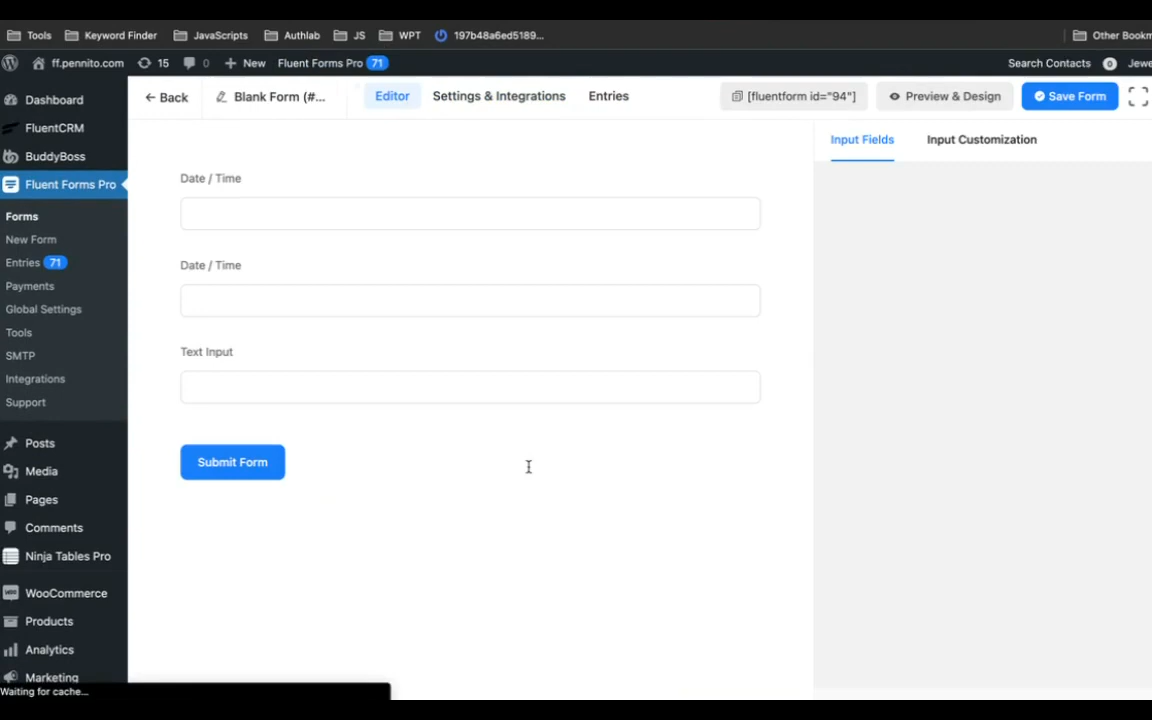 Tools Keyword Finder JavaScripts Authlab JS WPT 197b48a6ed5189... Other Bookm
ff.pennito.com 15 0 New Fluent Forms Pro 71 Search Contacts 0 Jewe
Dashboard
FluentCRM
BuddyBoss
Fluent Forms Pro
Forms
New Form
Entries 71
Payments
Global Settings
Tools
SMTP
Integrations
Support
Posts
Media
Pages
Comments
Ninja Tables Pro
WooCommerce
Products
Analytics
Marketing
Waiting for cache...
Back Blank Form (#... Editor Settings & Integrations Entries [fluentform id="94"] Preview & Design Save Form
Date / Time
Date / Time
Text Input
Submit Form
Input Fields Input Customization